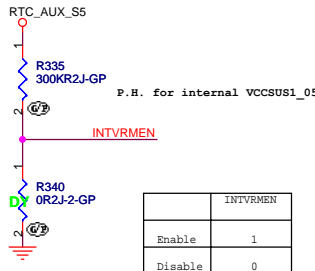 RTC_AUX_S5
1
R335
300KR2J-GP
2
G/P
P.H. for internal VCCSUS1_05
INTVRMEN
1
R340
0R2J-2-GP
DY
2
G/P
INTVRMEN
Enable 1
Disable 0